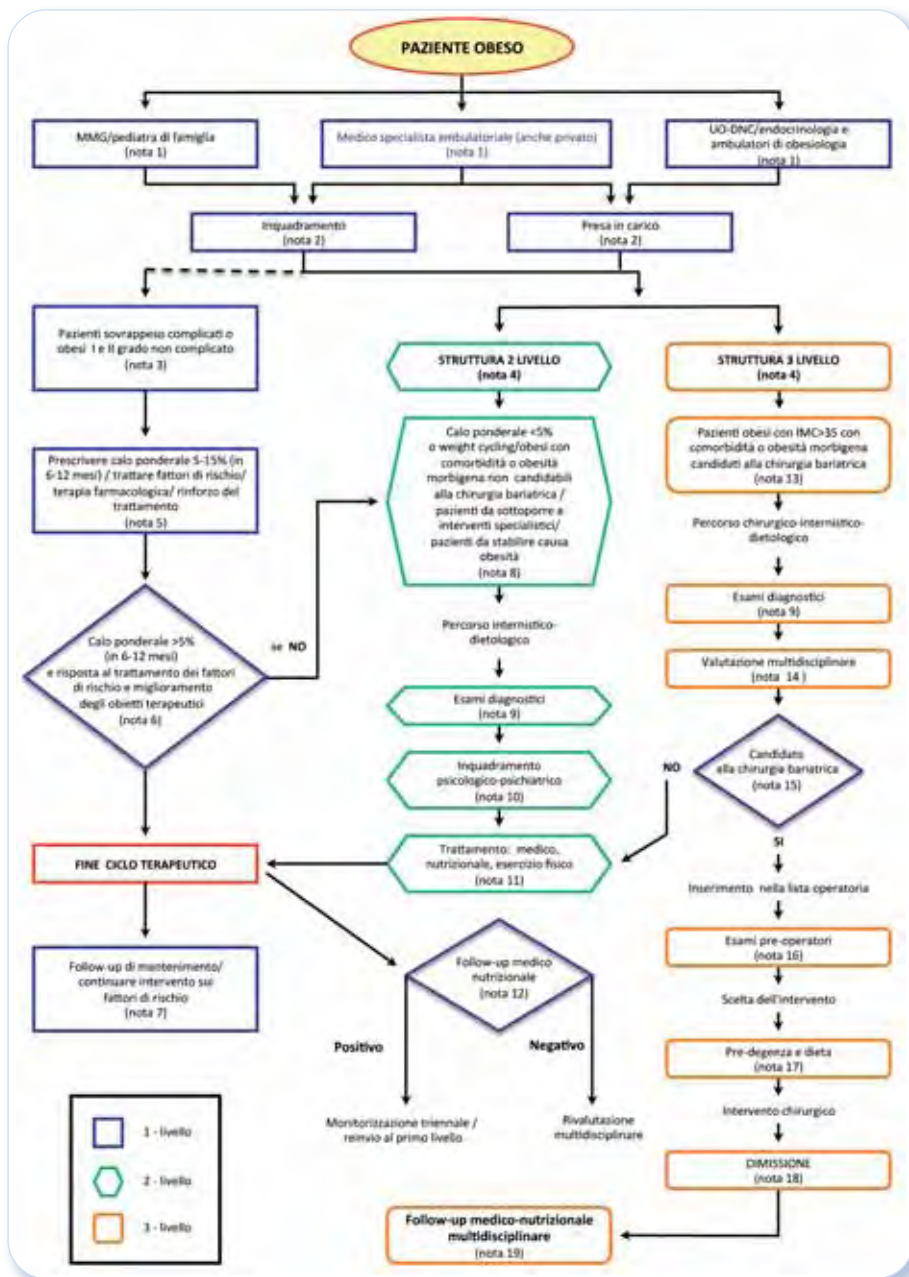 PAZIENTE OBESO
MMG/pediatra di famiglia
(nota 1)
Medico specialista ambulatoriale (anche privato)
(nota 1)
UO-DNC/endocrinologia e
ambulatori di obesiologia
(nota 1)
Inquadramento
(nota 2)
Presa in carico
(nota 2)
Pazienti sovrappeso complicati o
obesi I e II grado non complicato
(nota 3)
STRUTTURA 2 LIVELLO
(nota 4)
STRUTTURA 3 LIVELLO
(nota 4)
Prescrivere calo ponderale 5-15% (in
6-12 mesi) / trattare fattori di rischio/
terapia farmacologica/ rinforzo del
trattamento
(nota 5)
Calo ponderale <5%
o weight cycling/obesi con
comorbidità o obesità
morbigena non candidabili
alla chirurgia bariatrica /
pazienti da sottoporre a
interventi specialistici/
pazienti da stabilire causa
obesità
(nota 8)
Pazienti obesi con IMC>35 con
comorbidità o obesità morbigena
candidati alla chirurgia bariatrica
(nota 13)
Percorso chirurgico-internistico-
dietologico
Calo ponderale >5%
(in 6-12 mesi)
e risposta al trattamento dei fattori
di rischio e miglioramento
degli obietti terapeutici
(nota 6)
se NO
Percorso internistico-
dietologico
Esami diagnostici
(nota 9)
Valutazione multidisciplinare
(nota 14 )
Esami diagnostici
(nota 9)
Inquadramento
psicologico-psichiatrico
(nota 10)
Candidato
alla chirurgia bariatrica
(nota 15)
NO
SI
FINE CICLO TERAPEUTICO
Trattamento: medico,
nutrizionale, esercizio fisico
(nota 11)
Inserimento nella lista operatoria
Follow-up di mantenimento/
continuare intervento sui
fattori di rischio
(nota 7)
Follow-up medico
nutrizionale
(nota 12)
Esami pre-operatori
(nota 16)
Scelta dell'intervento
Positivo
Negativo
Pre-degenza e dieta
(nota 17)
Monitorizzazione triennale /
reinvio al primo livello
Rivalutazione
multidisciplinare
Intervento chirurgico
DIMISSIONE
(nota 18)
1 - livello
2 - livello
3 - livello
Follow-up medico-nutrizionale
multidisciplinare
(nota 19)